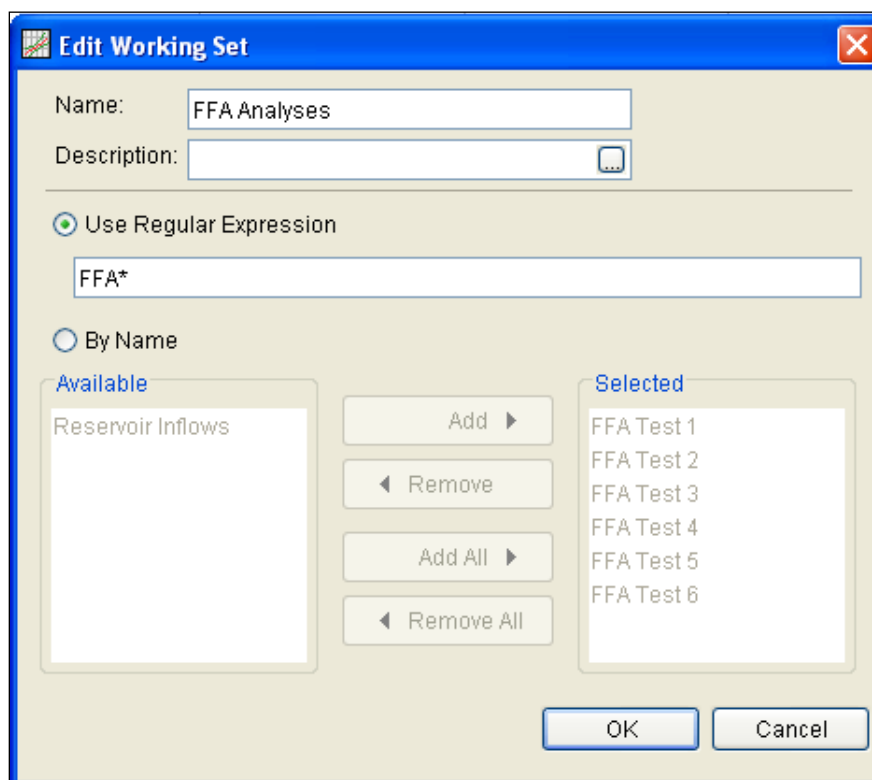 Edit Working Set
Name: FFA Analyses
Description: ...
Use Regular Expression
FFA*
By Name
Available
Reservoir Inflows
Add
Remove
Add All
Remove All
Selected
FFA Test 1
FFA Test 2
FFA Test 3
FFA Test 4
FFA Test 5
FFA Test 6
OK Cancel